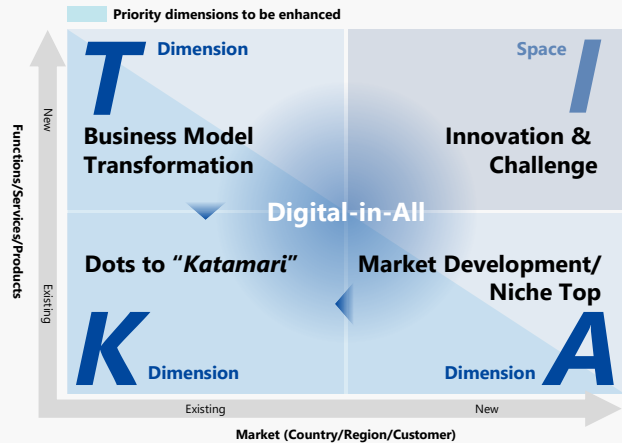 Priority dimensions to be enhanced
T Dimension
Space I
Business Model
Transformation
Innovation &
Challenge
Digital-in-All
Dots to “Katamari”
Market Development/
Niche Top
K Dimension
Dimension A
New
Existing
Functions/Services/Products
Existing
New
Market (Country/Region/Customer)